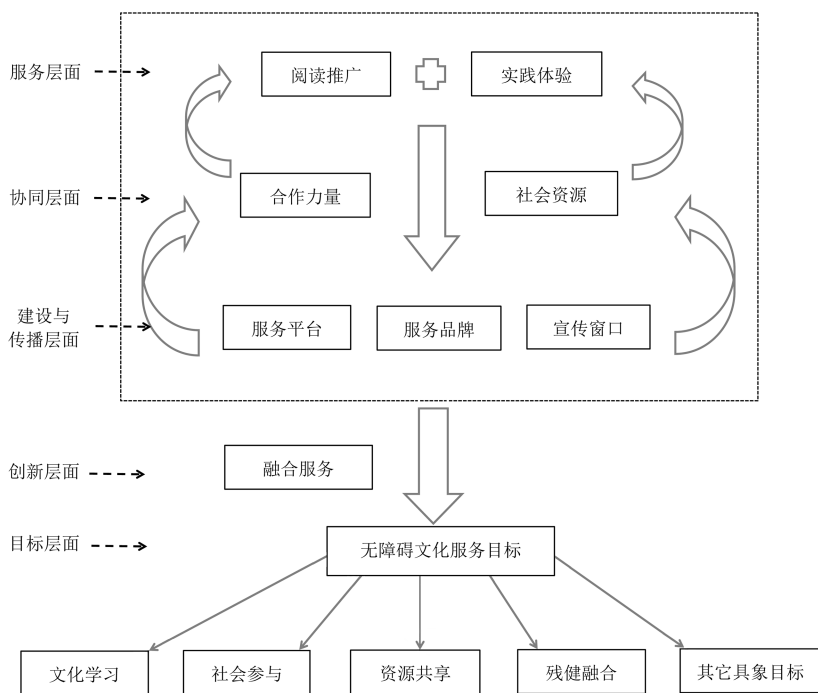 服务层面
阅读推广
实践体验
协同层面
合作力量
社会资源
建设与
传播层面
服务平台
服务品牌
宣传窗口
创新层面
融合服务
目标层面
无障碍文化服务目标
文化学习
社会参与
资源共享
残健融合
其它具象目标